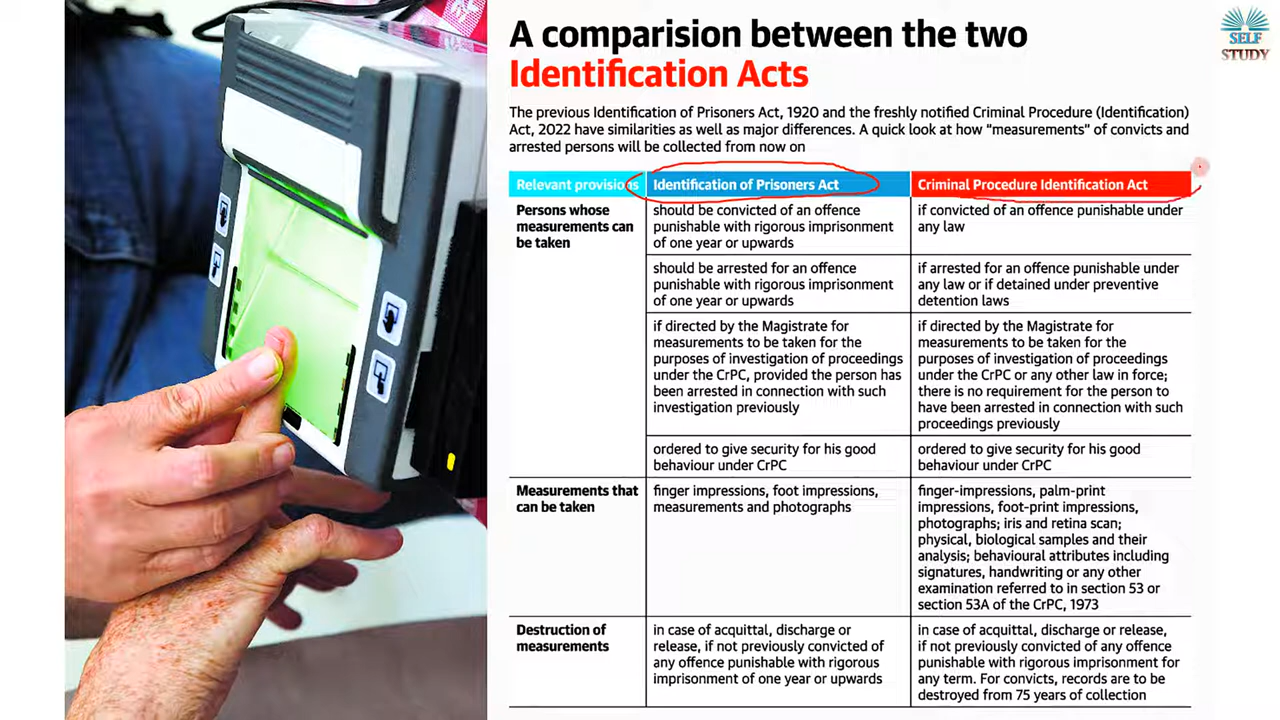 A comparision between the two
Identification Acts
SELF
STUDY
The previous Identification of Prisoners Act, 1920 and the freshly notified Criminal Procedure (Identification)
Act, 2022 have similarities as well as major differences. A quick look at how "measurements" of convicts and
arrested persons will be collected from now on
Relevant provisions
Identification of Prisoners Act
Criminal Procedure Identification Act
Persons whose
measurements can
be taken
should be convicted of an offence
punishable with rigorous imprisonment
of one year or upwards
if convicted of an offence punishable under
any law
should be arrested for an offence
punishable with rigorous imprisonment
of one year or upwards
if arrested for an offence punishable under
any law or if detained under preventive
detention laws
if directed by the Magistrate for
measurements to be taken for the
purposes of investigation of proceedings
under the CrPC, provided the person has
been arrested in connection with such
investigation previously
if directed by the Magistrate for
measurements to be taken for the
purposes of investigation of proceedings
under the CrPC or any other law in force;
there is no requirement for the person to
have been arrested in connection with such
proceedings previously
ordered to give security for his good
behaviour under CrPC
ordered to give security for his good
behaviour under CrPC
Measurements that
can be taken
finger impressions, foot impressions,
measurements and photographs
finger-impressions, palm-print
impressions, foot-print impressions,
photographs; iris and retina scan;
physical, biological samples and their
analysis; behavioural attributes including
signatures, handwriting or any other
examination referred to in section 53 or
section 53A of the CrPC, 1973
Destruction of
measurements
in case of acquittal, discharge or
release, if not previously convicted of
any offence punishable with rigorous
imprisonment of one year or upwards
in case of acquittal, discharge or release,
if not previously convicted of any offence
punishable with rigorous imprisonment for
any term. For convicts, records are to be
destroyed from 75 years of collection